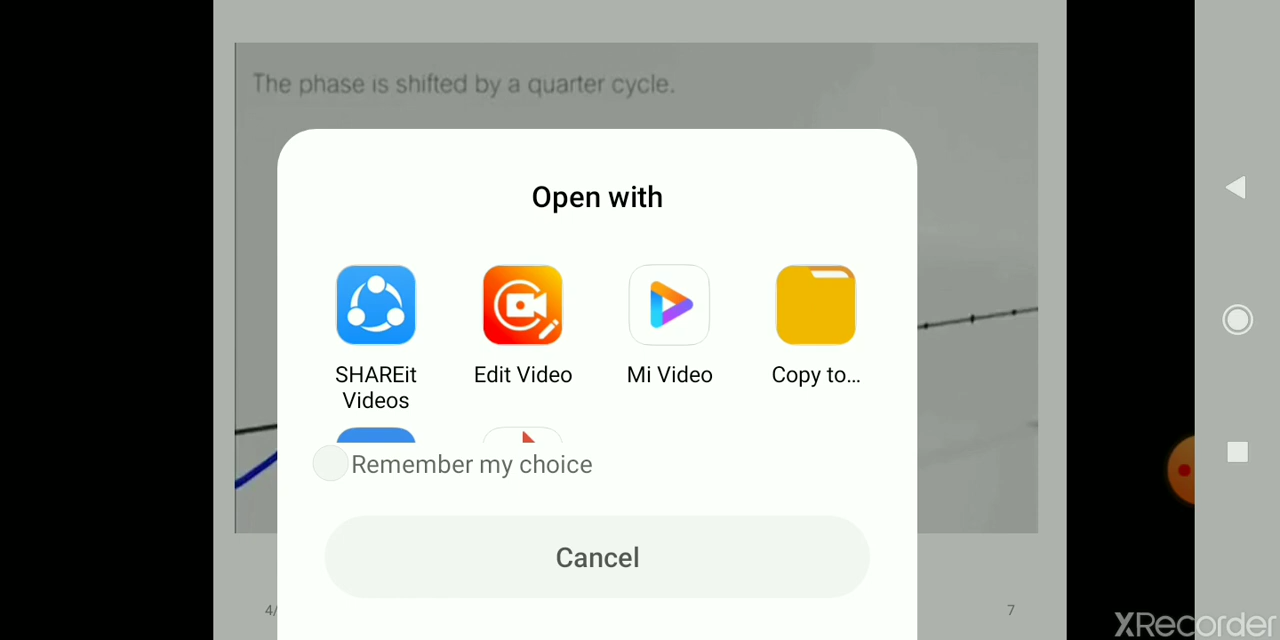 The phase is shifted by a quarter cycle.
Open with
SHAREit
Videos
Edit Video
Mi Video
Copy to...
Remember my choice
Cancel
4/
7
XRecorder